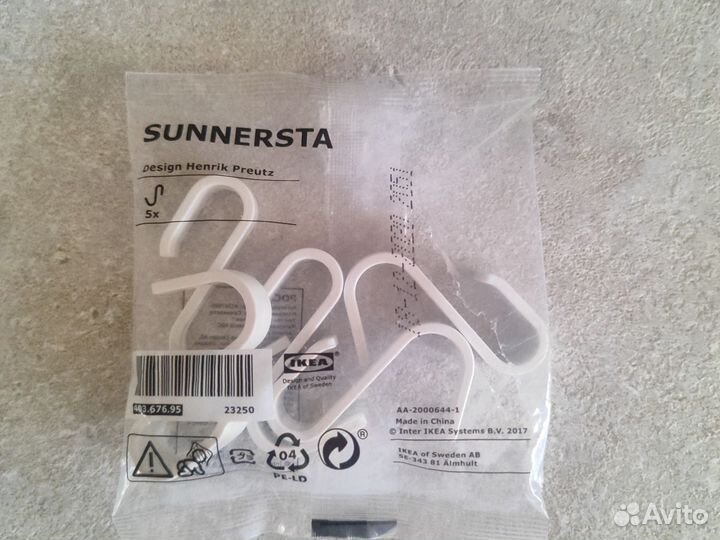 SUNNERSTA
Design Henrik Preutz
5x
IKEA
Design and Quality
IKEA of Sweden
403.676.95 23250
04
PE-LD
®
AA-2000644-1
Made in China
© Inter IKEA Systems B.V. 2017
IKEA of Sweden AB
SE-343 81 Älmhult
Avito